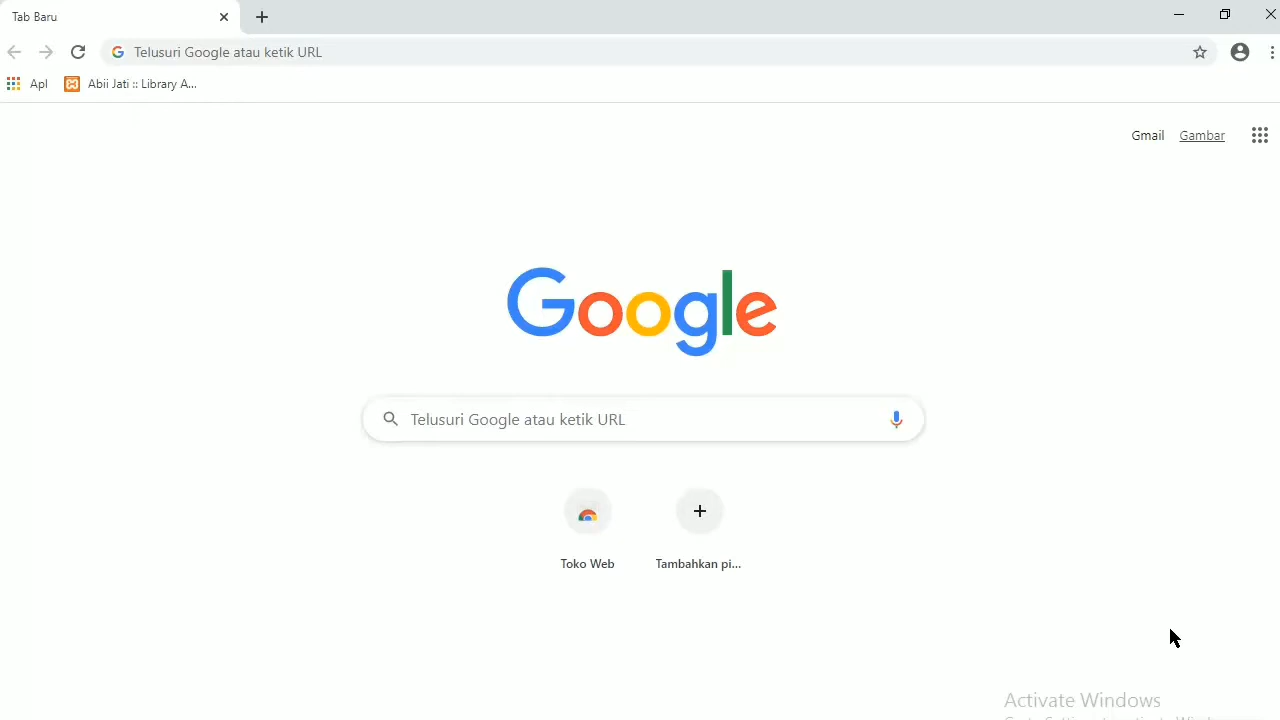 Tab Baru
Telusuri Google atau ketik URL
Apl
Abii Jati :: Library A...
Gmail
Gambar
Google
Telusuri Google atau ketik URL
Toko Web
Tambahkan pi...
Activate Windows